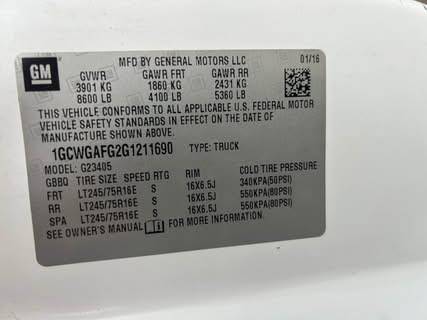 GM
MFD BY GENERAL MOTORS LLC 01/16
GVWR GAWR FRT GAWR RR
3901 KG 1860 KG 2431 KG
8600 LB 4100 LB 5360 LB
THIS VEHICLE CONFORMS TO ALL APPLICABLE U.S. FEDERAL MOTOR
VEHICLE SAFETY STANDARDS IN EFFECT ON THE DATE OF
MANUFACTURE SHOWN ABOVE.
1GCWGAFG2G1211690 TYPE: TRUCK
MODEL: G23405
GBBQ TIRE SIZE SPEED RTG RIM COLD TIRE PRESSURE
FRT LT245/75R16E S 16X6.5J 340KPA(50PSI)
RR LT245/75R16E S 16X6.5J 550KPA(80PSI)
SPA LT245/75R16E S 16X6.5J 550KPA(80PSI)
SEE OWNER'S MANUAL FOR MORE INFORMATION.